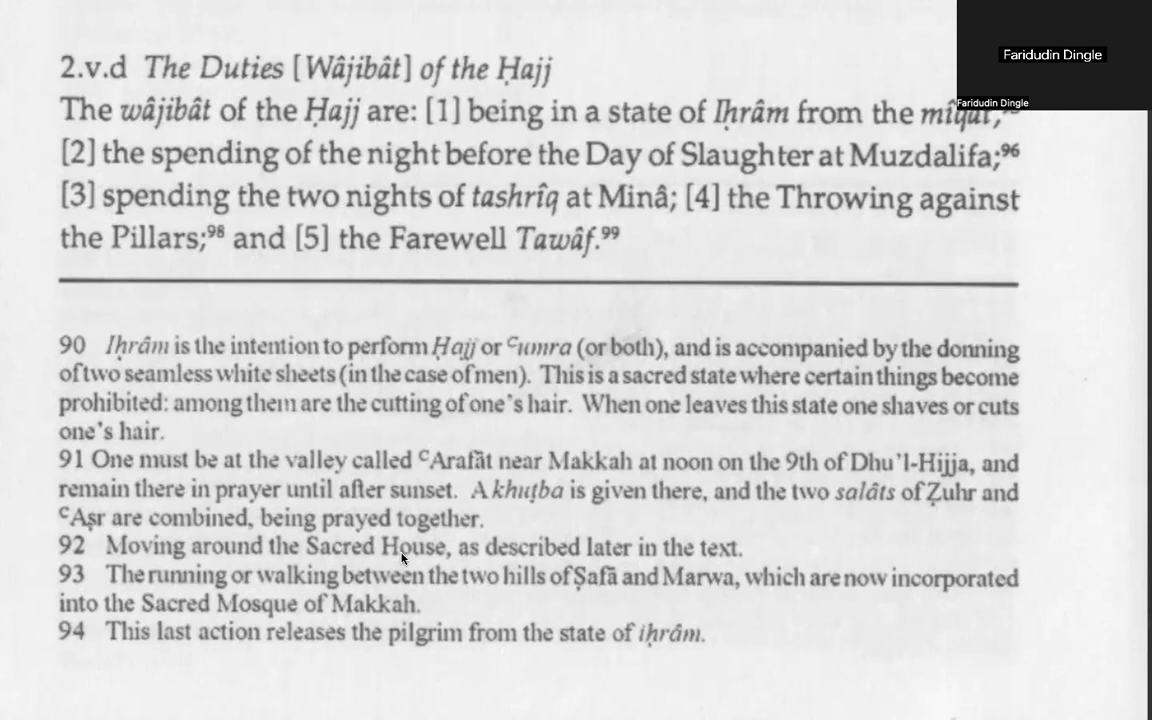 Faridudin Dingle
Faridudin Dingle
2.v.d The Duties [Wâjibât] of the Ḥajj
The wâjibât of the Ḥajj are: [1] being in a state of Iḥrâm from the mîqât,
[2] the spending of the night before the Day of Slaughter at Muzdalifa;⁹⁶
[3] spending the two nights of tashrîq at Minâ; [4] the Throwing against
the Pillars;⁹⁸ and [5] the Farewell Tawâf.⁹⁹
90 Iḥrâm is the intention to perform Ḥajj or ᶜumra (or both), and is accompanied by the donning
of two seamless white sheets (in the case of men). This is a sacred state where certain things become
prohibited: among them are the cutting of one's hair. When one leaves this state one shaves or cuts
one's hair.
91 One must be at the valley called ᶜArafāt near Makkah at noon on the 9th of Dhu'l-Hijja, and
remain there in prayer until after sunset. A khuṭba is given there, and the two salâts of Ẓuhr and
ᶜAṣr are combined, being prayed together.
92 Moving around the Sacred House, as described later in the text.
93 The running or walking between the two hills of Ṣafā and Marwa, which are now incorporated
into the Sacred Mosque of Makkah.
94 This last action releases the pilgrim from the state of iḥrâm.